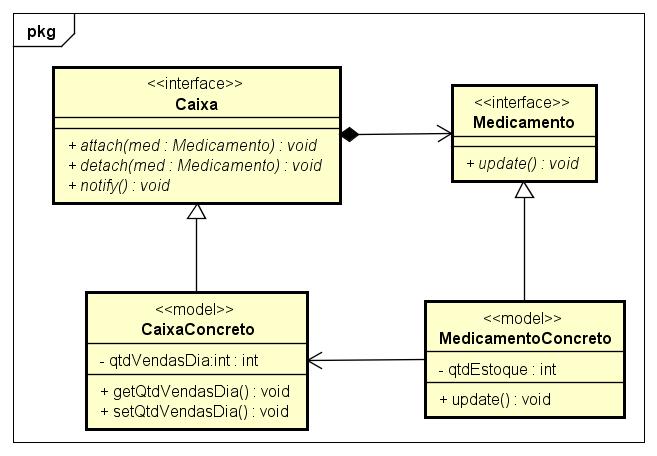 pkg
<<interface>>
Caixa
+ attach(med : Medicamento) : void
+ detach(med : Medicamento) : void
+ notify() : void
<<interface>>
Medicamento
+ update() : void
<<model>>
CaixaConcreto
- qtdVendasDia:int : int
+ getQtdVendasDia() : void
+ setQtdVendasDia() : void
<<model>>
MedicamentoConcreto
- qtdEstoque : int
+ update() : void